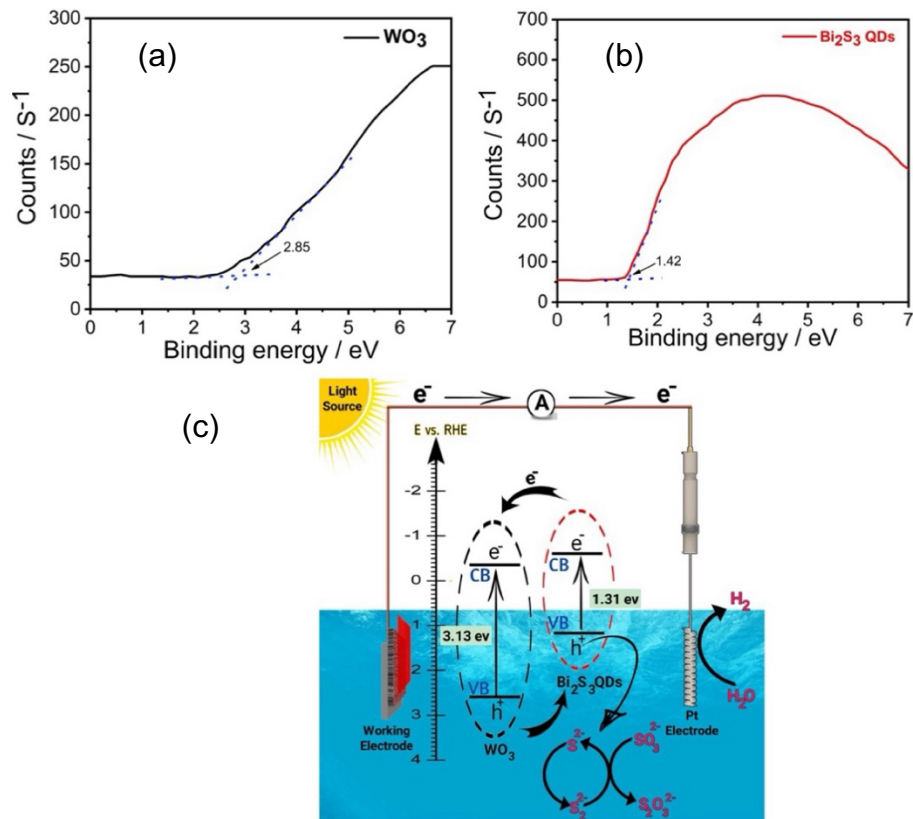 (a)
WO₃
Counts / S⁻¹
250
200
150
100
50
0
2.85
0 1 2 3 4 5 6 7
Binding energy / eV
(b)
Bi₂S₃ QDs
Counts / S⁻¹
700
600
500
400
300
200
100
0
1.42
0 1 2 3 4 5 6 7
Binding energy / eV
(c)
Light
Source
e⁻
A
e⁻
E vs. RHE
-2
-1
0
1
2
3
4
e⁻
e⁻
CB
3.13 ev
VB
h⁺
WO₃
e⁻
CB
1.31 ev
VB
h⁺
Bi₂S₃QDs
Working
Electrode
Pt
Electrode
H₂
H₂O
S²⁻
SO₃²⁻
S₂²⁻
S₂O₃²⁻